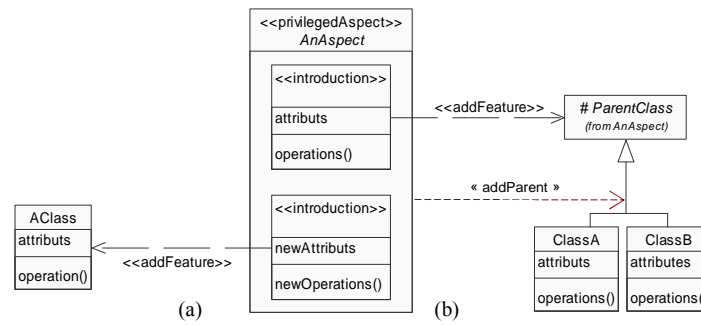 <<privilegedAspect>>
AnAspect
<<introduction>>
attributs
operations()
<<addFeature>>
# ParentClass
(from AnAspect)
« addParent »
<<introduction>>
newAttributs
newOperations()
AClass
attributs
operation()
<<addFeature>>
ClassA
attributs
operations()
ClassB
attributes
operations()
(a)
(b)